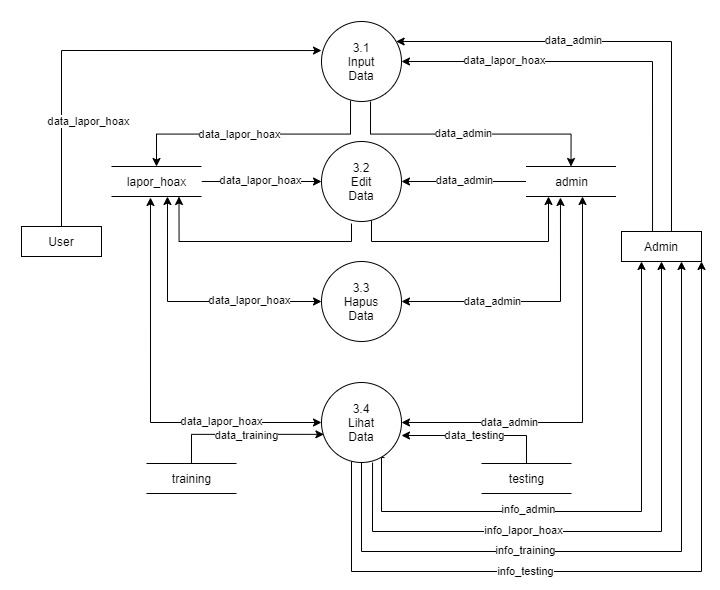 3.1
Input
Data
data_admin
data_lapor_hoax
data_lapor_hoax
data_lapor_hoax
data_admin
lapor_hoax
data_lapor_hoax
3.2
Edit
Data
data_admin
admin
User
Admin
data_lapor_hoax
3.3
Hapus
Data
data_admin
data_lapor_hoax
data_training
3.4
Lihat
Data
data_admin
data_testing
training
testing
info_admin
info_lapor_hoax
info_training
info_testing